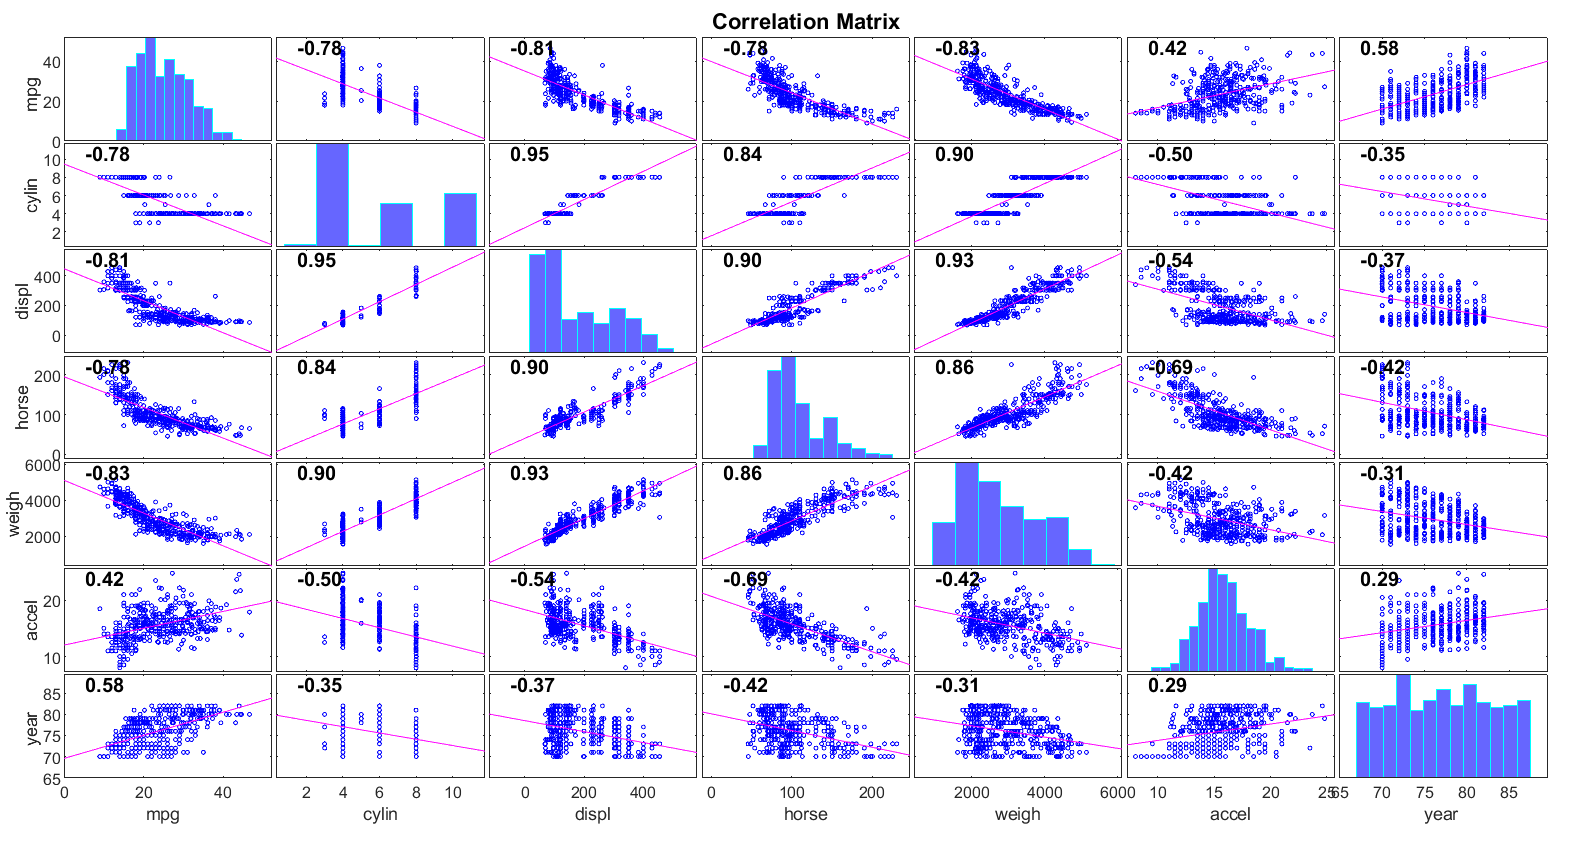 Correlation Matrix
mpg 40 20 0 -0.78 -0.81 -0.78 -0.83 0.42 0.58
cylin 10 8 6 4 2 -0.78 0.95 0.84 0.90 -0.50 -0.35
displ 400 200 0 -0.81 0.95 0.90 0.93 -0.54 -0.37
horse 200 100 0 -0.78 0.84 0.90 0.86 -0.69 -0.42
weigh 6000 4000 2000 -0.83 0.90 0.93 0.86 -0.42 -0.31
accel 20 10 0.42 -0.50 -0.54 -0.69 -0.42 0.29
year 85 80 75 70 65 0.58 -0.35 -0.37 -0.42 -0.31 0.29
0 20 40 2 4 6 8 10 0 200 400 0 100 200 2000 4000 6000 10 15 20 25 65 70 75 80 85
mpg cylin displ horse weigh accel year